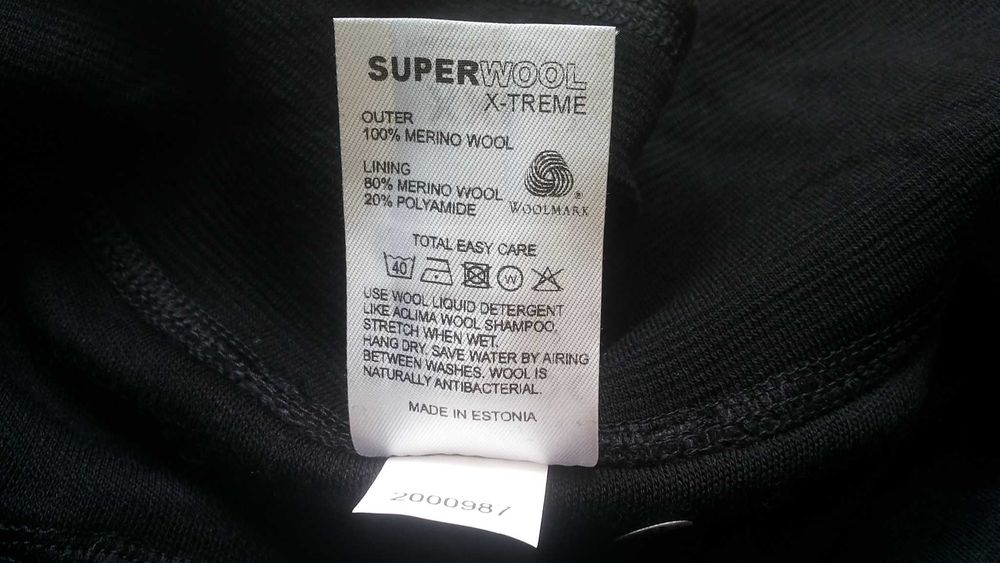 SUPERWOOL
X-TREME
OUTER
100% MERINO WOOL
LINING
80% MERINO WOOL
20% POLYAMIDE
®
WOOLMARK
TOTAL EASY CARE
40 W
USE WOOL LIQUID DETERGENT
LIKE ACLIMA WOOL SHAMPOO.
STRETCH WHEN WET.
HANG DRY. SAVE WATER BY AIRING
BETWEEN WASHES. WOOL IS
NATURALLY ANTIBACTERIAL.
MADE IN ESTONIA
2000987